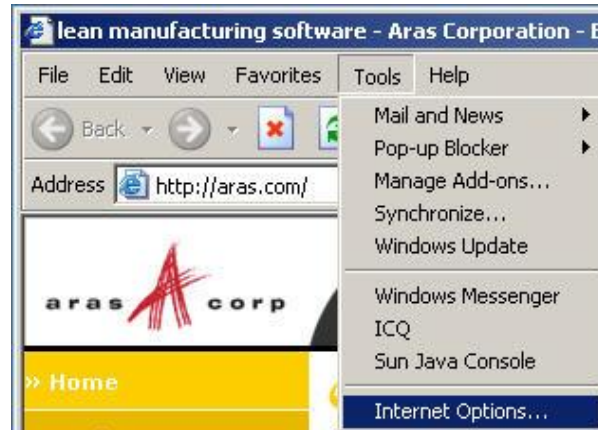 lean manufacturing software - Aras Corporation -
File Edit View Favorites Tools Help
Back
Address http://aras.com/
Mail and News
Pop-up Blocker
Manage Add-ons...
Synchronize...
Windows Update
Windows Messenger
ICQ
Sun Java Console
Internet Options...
aras corp
» Home